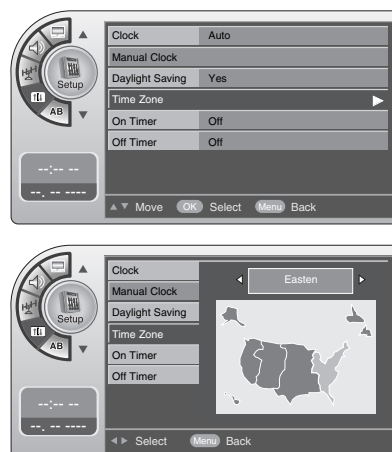 Clock Auto
Manual Clock
Daylight Saving Yes
Time Zone
On Timer Off
Off Timer Off
Setup
AB
--:-- --
--. -- ----
Move OK Select Menu Back
Clock
Manual Clock
Daylight Saving
Time Zone
On Timer
Off Timer
Easten
Setup
AB
--:-- --
--. -- ----
Select Menu Back